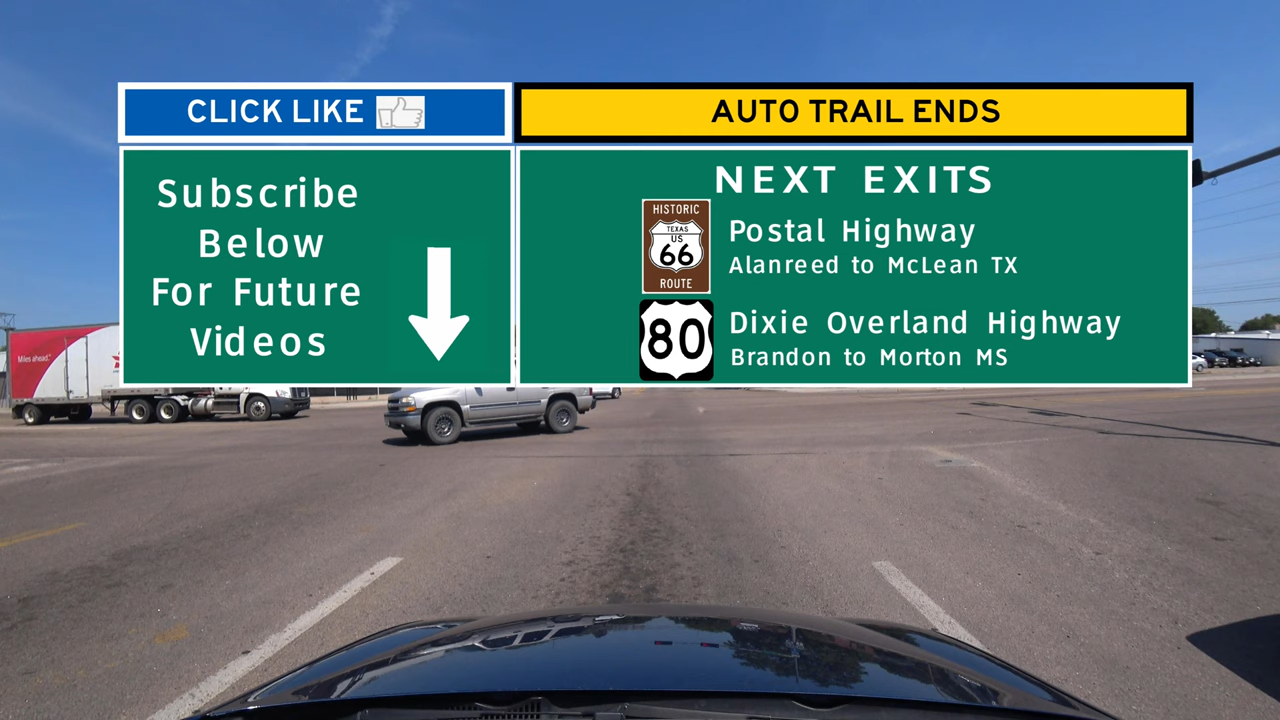 CLICK LIKE
AUTO TRAIL ENDS
Subscribe
Below
For Future
Videos
NEXT EXITS
HISTORIC
TEXAS
US
66
ROUTE
Postal Highway
Alanreed to McLean TX
80
Dixie Overland Highway
Brandon to Morton MS
Miles ahead.